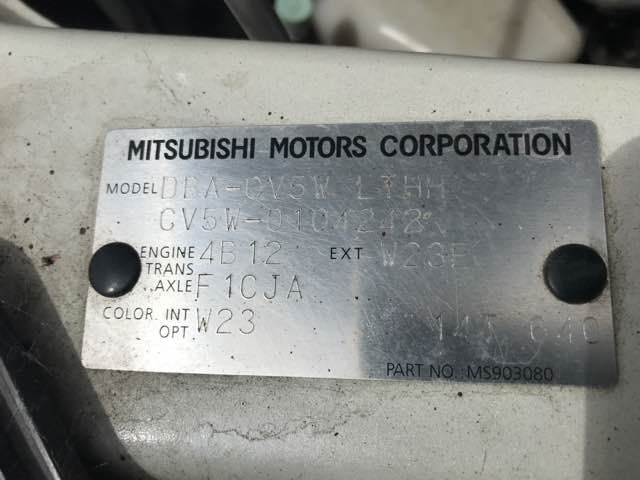 MITSUBISHI MOTORS CORPORATION
MODEL DBA-CV5W LTHH
CV5W-0104242
ENGINE 4B12 EXT W23F
TRANS
AXLE F1CJA
COLOR. INT W23
OPT
PART NO. MS903080